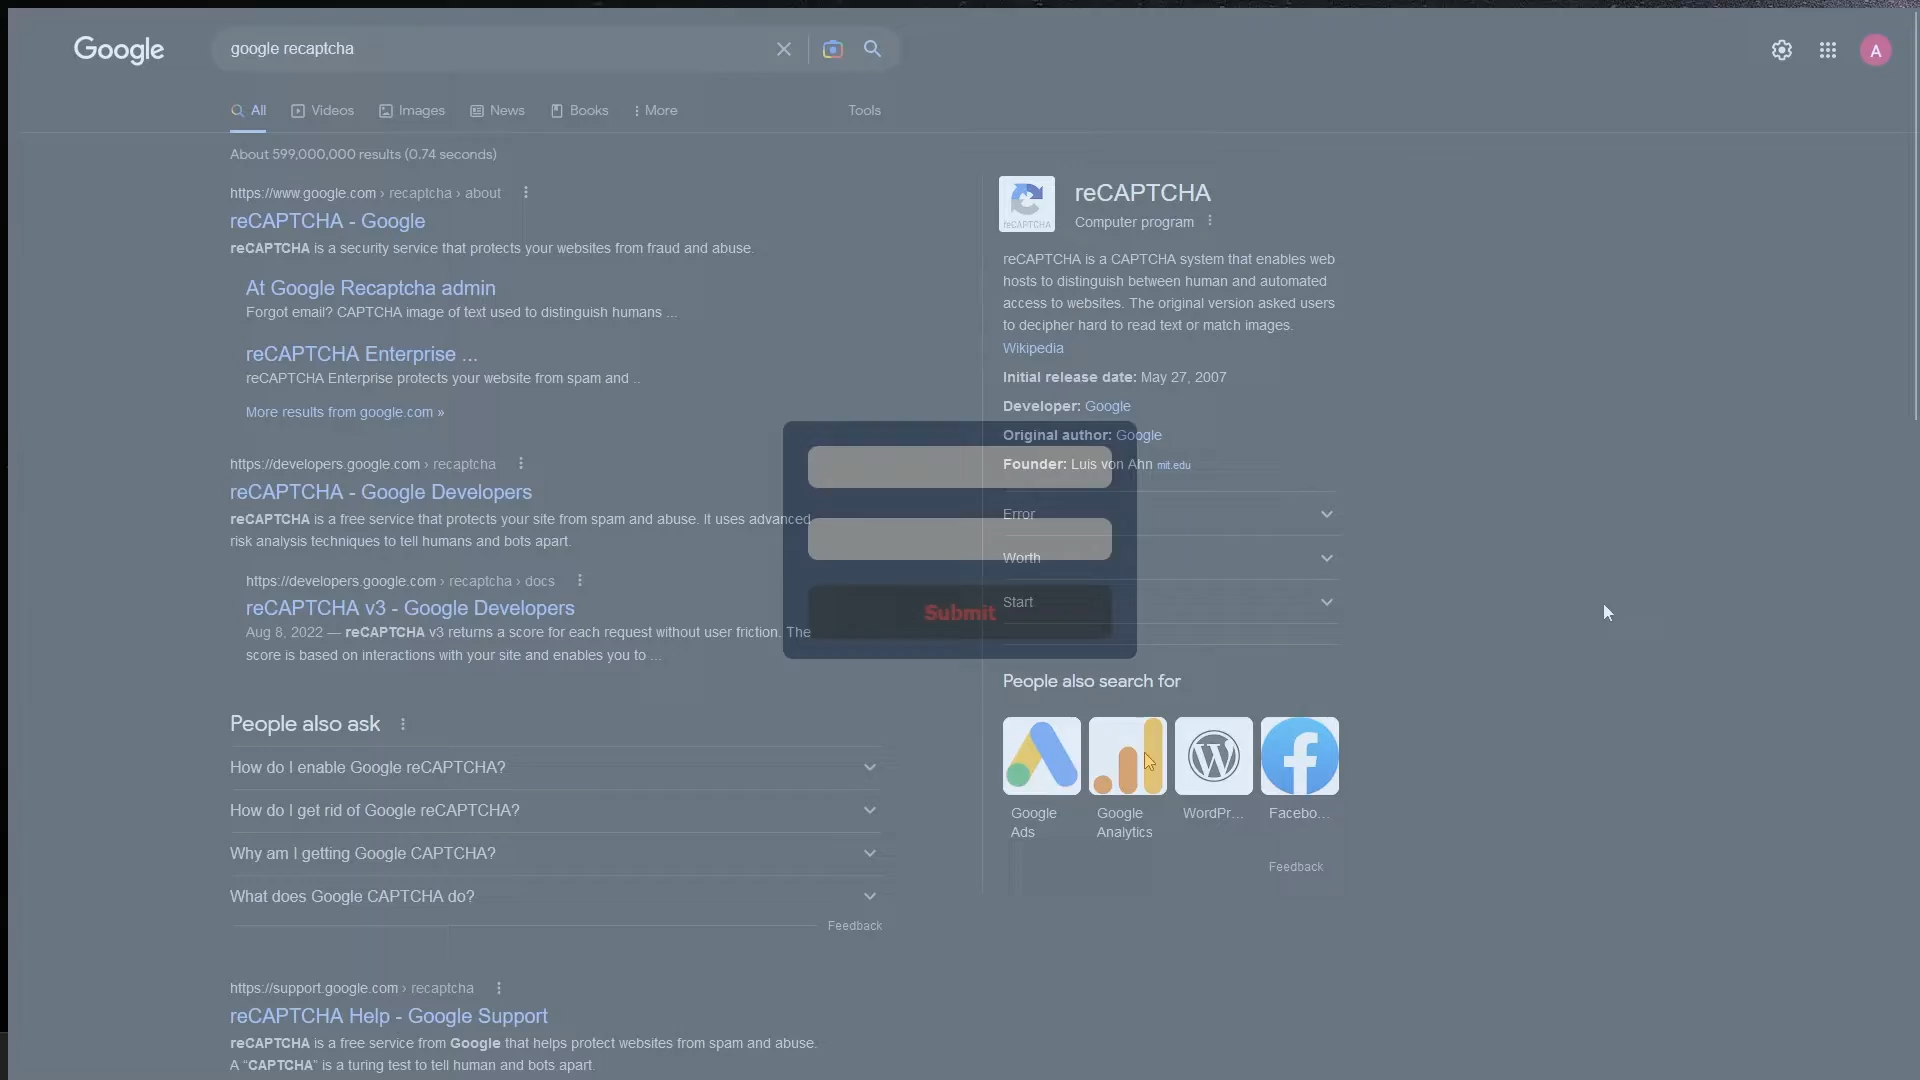 Google
google recaptcha
A
All
Videos
Images
News
Books
More
Tools
About 599,000,000 results (0.74 seconds)
https://www.google.com › recaptcha › about
reCAPTCHA - Google
reCAPTCHA is a security service that protects your websites from fraud and abuse.
At Google Recaptcha admin
Forgot email? CAPTCHA image of text used to distinguish humans ...
reCAPTCHA Enterprise ...
reCAPTCHA Enterprise protects your website from spam and ..
More results from google.com »
https://developers.google.com › recaptcha
reCAPTCHA - Google Developers
reCAPTCHA is a free service that protects your site from spam and abuse. It uses advanced
risk analysis techniques to tell humans and bots apart.
https://developers.google.com › recaptcha › docs
reCAPTCHA v3 - Google Developers
Aug 8, 2022 — reCAPTCHA v3 returns a score for each request without user friction. The
score is based on interactions with your site and enables you to ...
People also ask
How do I enable Google reCAPTCHA?
How do I get rid of Google reCAPTCHA?
Why am I getting Google CAPTCHA?
What does Google CAPTCHA do?
Feedback
https://support.google.com › recaptcha
reCAPTCHA Help - Google Support
reCAPTCHA is a free service from Google that helps protect websites from spam and abuse.
A “CAPTCHA” is a turing test to tell human and bots apart.
Submit
reCAPTCHA
reCAPTCHA
Computer program
reCAPTCHA is a CAPTCHA system that enables web
hosts to distinguish between human and automated
access to websites. The original version asked users
to decipher hard to read text or match images.
Wikipedia
Initial release date: May 27, 2007
Developer: Google
Original author: Google
Founder: Luis von Ahn mit.edu
Error
Worth
Start
People also search for
Google
Ads
Google
Analytics
WordPr...
Facebo...
Feedback